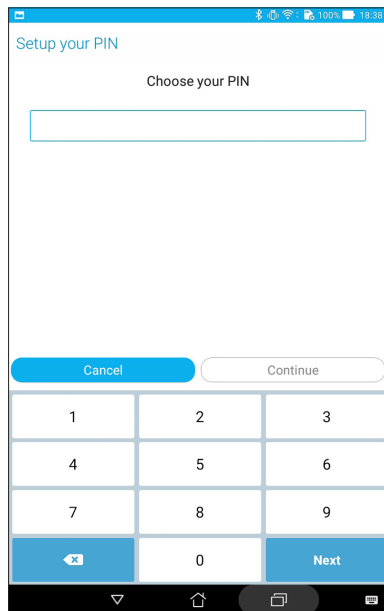 100% 18:38
Setup your PIN
Choose your PIN
Cancel Continue
1 2 3
4 5 6
7 8 9
0 Next